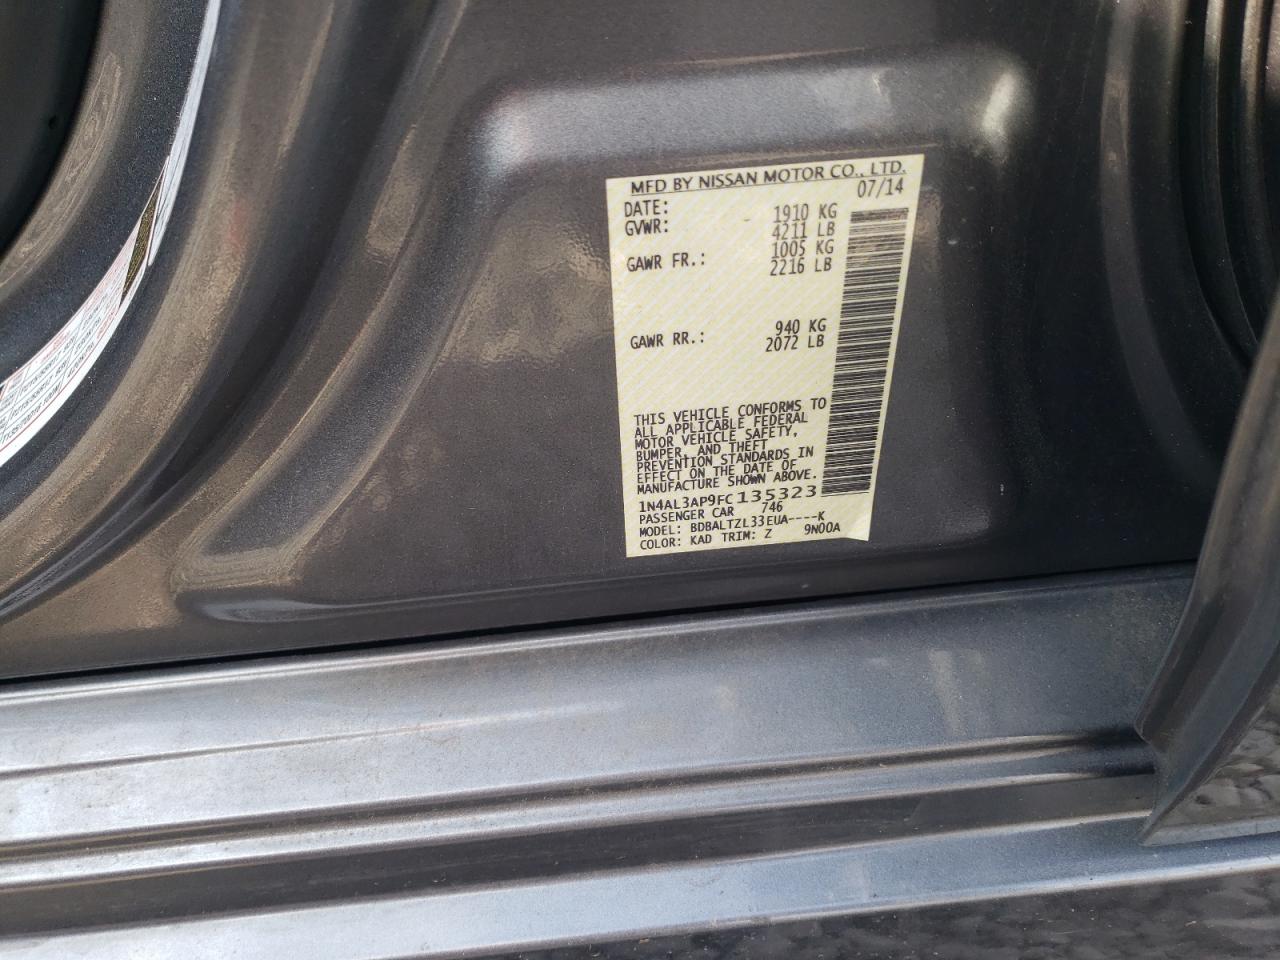 MFD BY NISSAN MOTOR CO., LTD.
DATE: 07/14
GVWR: 1910 KG
4211 LB
GAWR FR.: 1005 KG
2216 LB
GAWR RR.: 940 KG
2072 LB
THIS VEHICLE CONFORMS TO
ALL APPLICABLE FEDERAL
MOTOR VEHICLE SAFETY,
BUMPER, AND THEFT
PREVENTION STANDARDS IN
EFFECT ON THE DATE OF
MANUFACTURE SHOWN ABOVE.
1N4AL3AP9FC135323
PASSENGER CAR 746
MODEL: BDBALTZL33EUA----K
COLOR: KAD TRIM: Z 9N00A